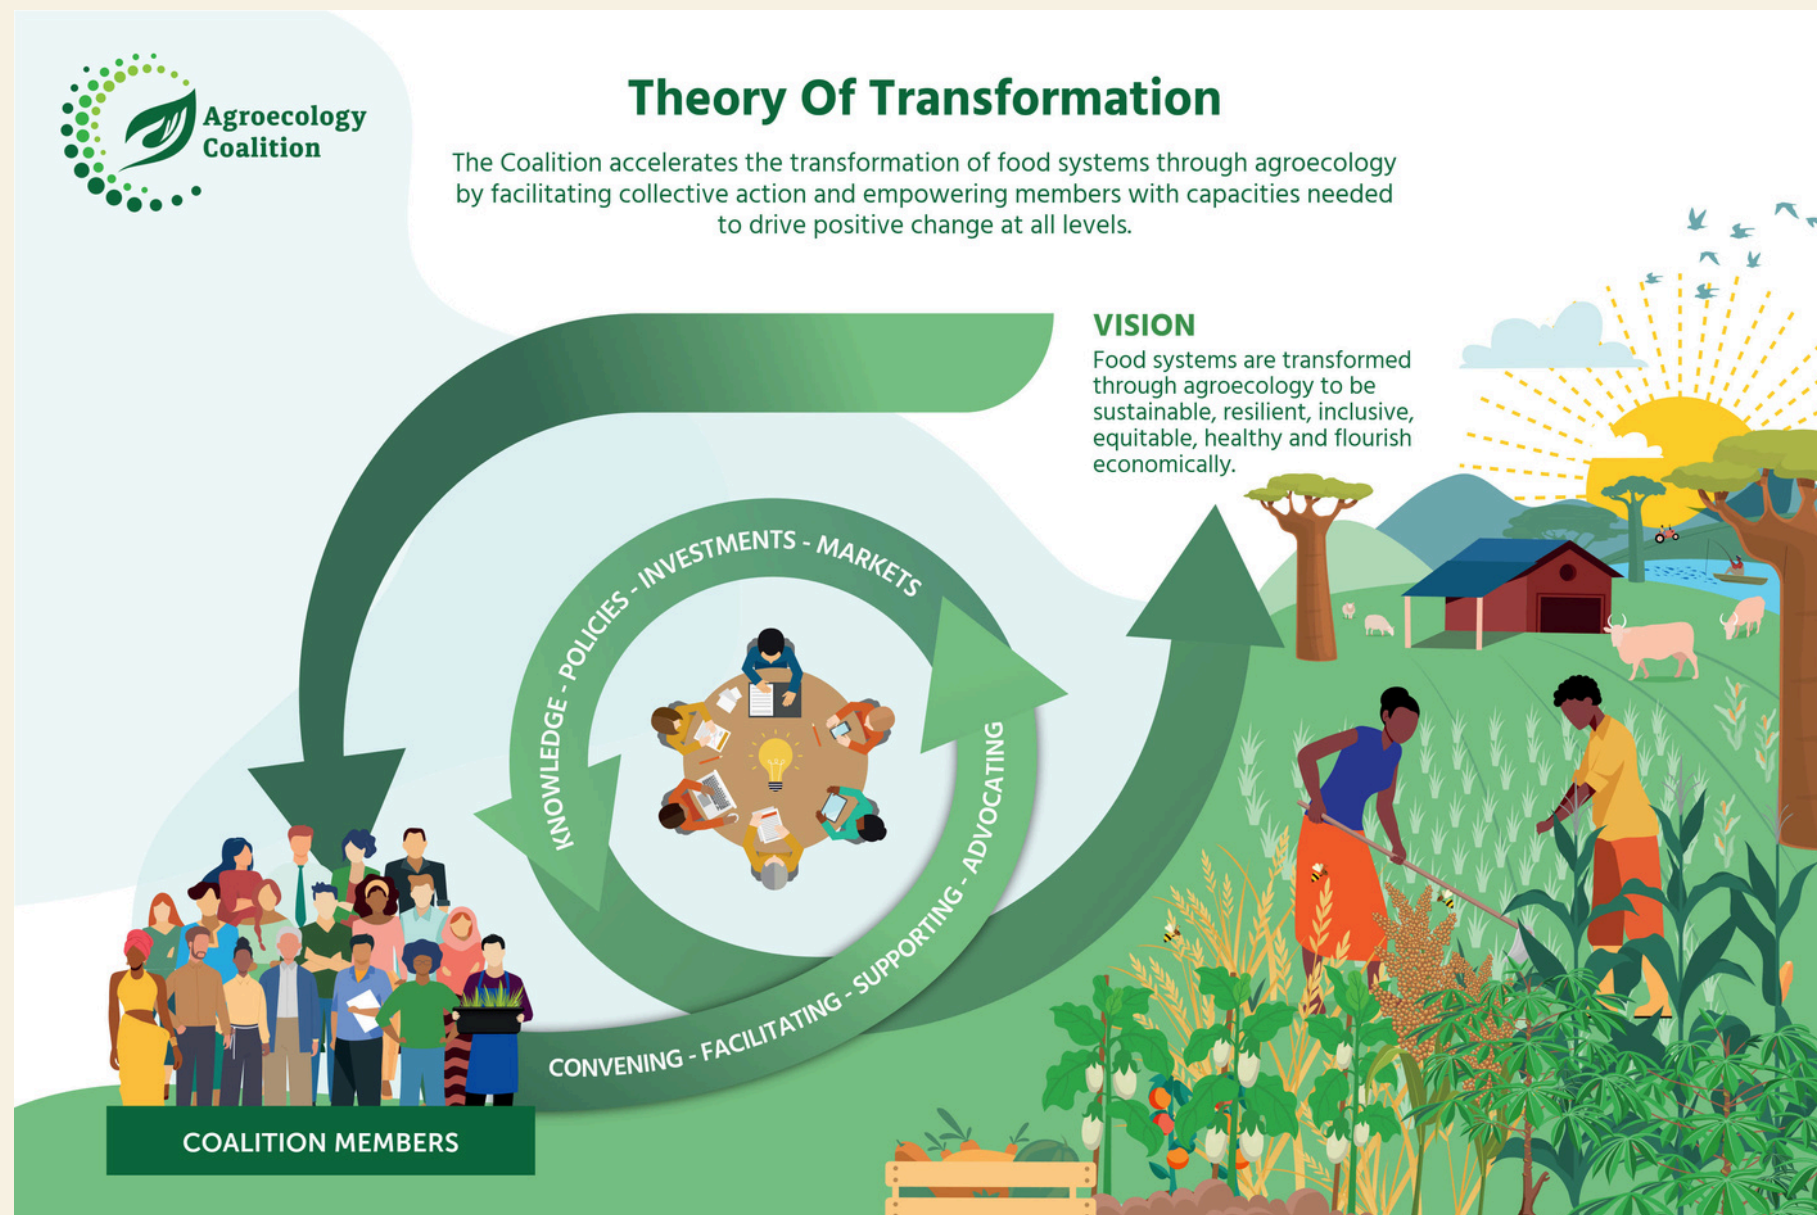 Agroecology
Coalition
Theory Of Transformation
The Coalition accelerates the transformation of food systems through agroecology
by facilitating collective action and empowering members with capacities needed
to drive positive change at all levels.
VISION
Food systems are transformed
through agroecology to be
sustainable, resilient, inclusive,
equitable, healthy and flourish
economically.
KNOWLEDGE - POLICIES - INVESTMENTS - MARKETS
CONVENING - FACILITATING - SUPPORTING - ADVOCATING
COALITION MEMBERS